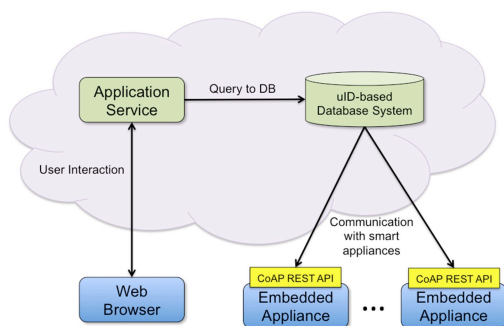 Application
Service
Query to DB
uID-based
Database System
User Interaction
Communication
with smart
appliances
CoAP REST API
CoAP REST API
Web
Browser
Embedded
Appliance
...
Embedded
Appliance